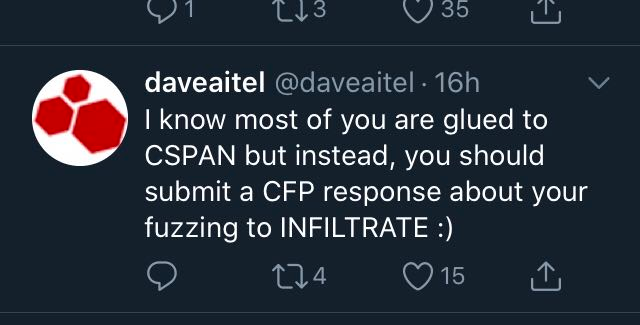 1 3 35
daveaitel @daveaitel · 16h
I know most of you are glued to
CSPAN but instead, you should
submit a CFP response about your
fuzzing to INFILTRATE :)
4 15